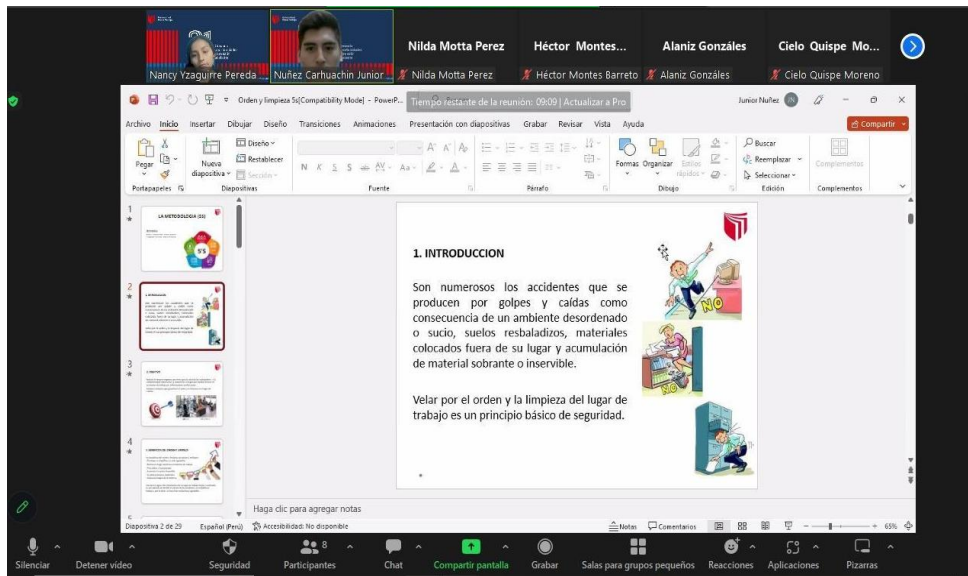 Nilda Motta Perez
Héctor Montes...
Alaniz Gonzáles
Cielo Quispe Mo...
Nancy Yzaguirre Pereda
Nuñez Carhuachin Junior
Nilda Motta Perez
Héctor Montes Barreto
Alaniz Gonzáles
Cielo Quispe Moreno
Orden y limpieza 5s[Compatibility Mode] - PowerP...
Tiempo restante de la reunión: 09:09 | Actualizar a Pro
Junior Nuñez
JN
Archivo Inicio Insertar Dibujar Diseño Transiciones Animaciones Presentación con diapositivas Grabar Revisar Vista Ayuda
Compartir
Pegar
Nueva
diapositiva
Diseño
Restablecer
Sección
N K S S
Aa
Formas
Organizar
Estilos
rápidos
Buscar
Reemplazar
Seleccionar
Complementos
Portapapeles
Diapositivas
Fuente
Párrafo
Dibujo
Edición
Complementos
1
LA METODOLOGIA (5S)
5'S
2
3
4
1. INTRODUCCION
Son numerosos los accidentes que se
producen por golpes y caídas como
consecuencia de un ambiente desordenado
o sucio, suelos resbaladizos, materiales
colocados fuera de su lugar y acumulación
de material sobrante o inservible.
Velar por el orden y la limpieza del lugar de
trabajo es un principio básico de seguridad.
NO
NO
Haga clic para agregar notas
Diapositiva 2 de 29
Español (Perú)
Accesibilidad: No disponible
Notas
Comentarios
65%
Silenciar
Detener vídeo
Seguridad
Participantes
8
Chat
Compartir pantalla
Grabar
Salas para grupos pequeños
Reacciones
Aplicaciones
Pizarras